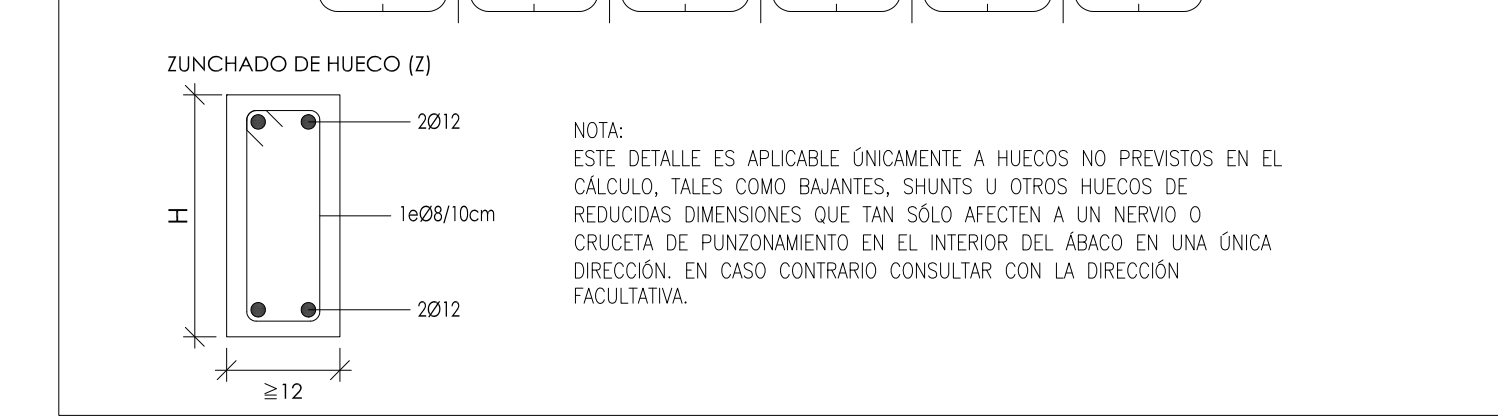 ZUNCHADO DE HUECO (Z)
2Ø12
1eØ8/10cm
H
2Ø12
≧12
NOTA:
ESTE DETALLE ES APLICABLE ÚNICAMENTE A HUECOS NO PREVISTOS EN EL
CÁLCULO, TALES COMO BAJANTES, SHUNTS U OTROS HUECOS DE
REDUCIDAS DIMENSIONES QUE TAN SÓLO AFECTEN A UN NERVIO O
CRUCETA DE PUNZONAMIENTO EN EL INTERIOR DEL ÁBACO EN UNA ÚNICA
DIRECCIÓN. EN CASO CONTRARIO CONSULTAR CON LA DIRECCIÓN
FACULTATIVA.